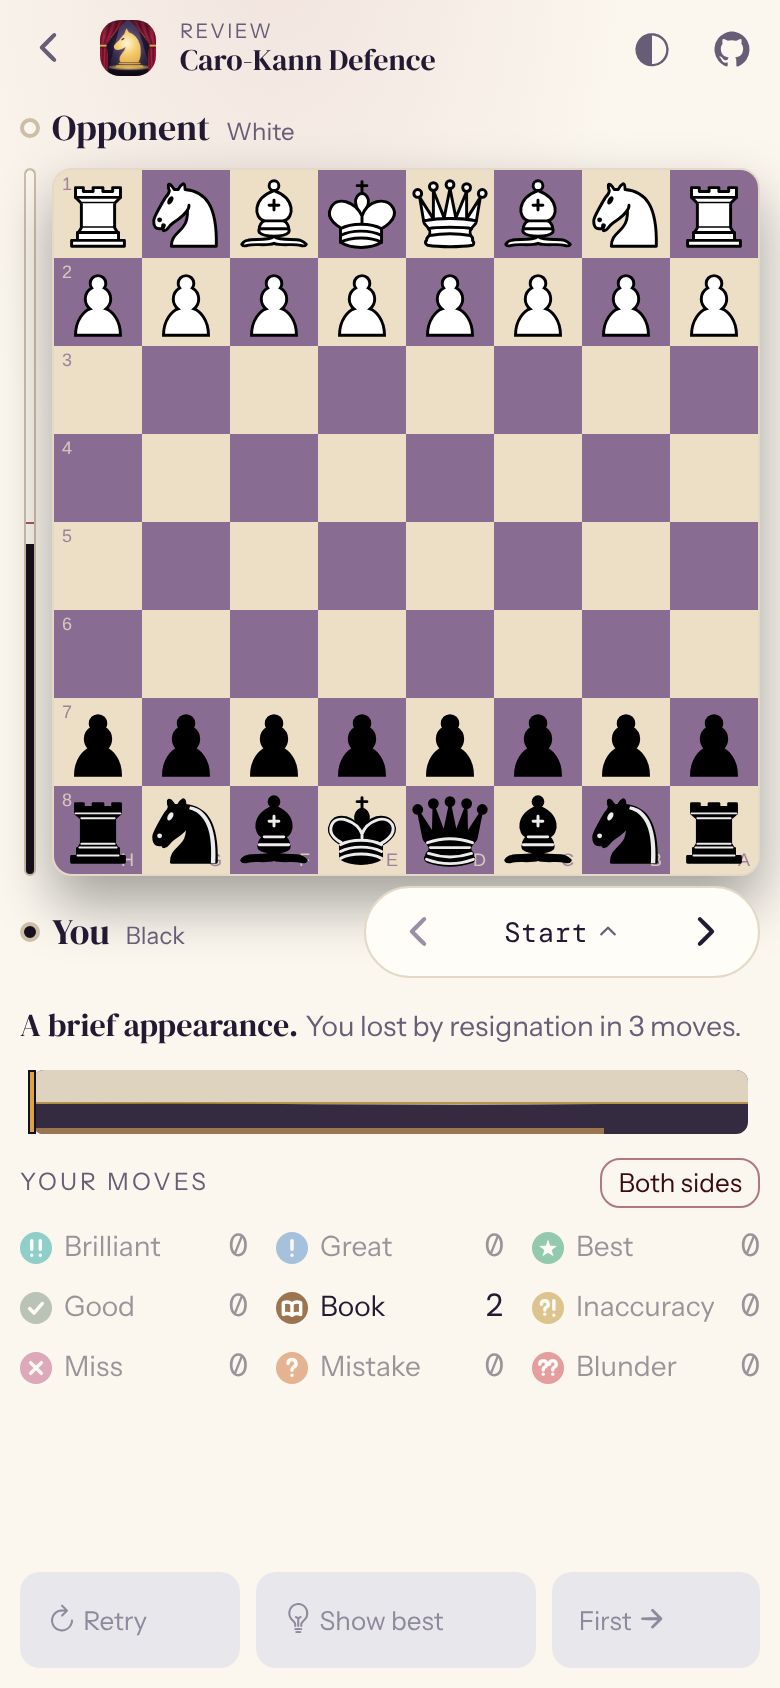 REVIEW
Caro-Kann Defence
Opponent White
1
2
3
4
5
6
7
8
H G F E D C B A
You Black
Start
A brief appearance. You lost by resignation in 3 moves.
YOUR MOVES Both sides
!! Brilliant 0 ! Great 0 Best 0
Good 0 Book 2 ?! Inaccuracy 0
Miss 0 ? Mistake 0 ?? Blunder 0
Retry Show best First →